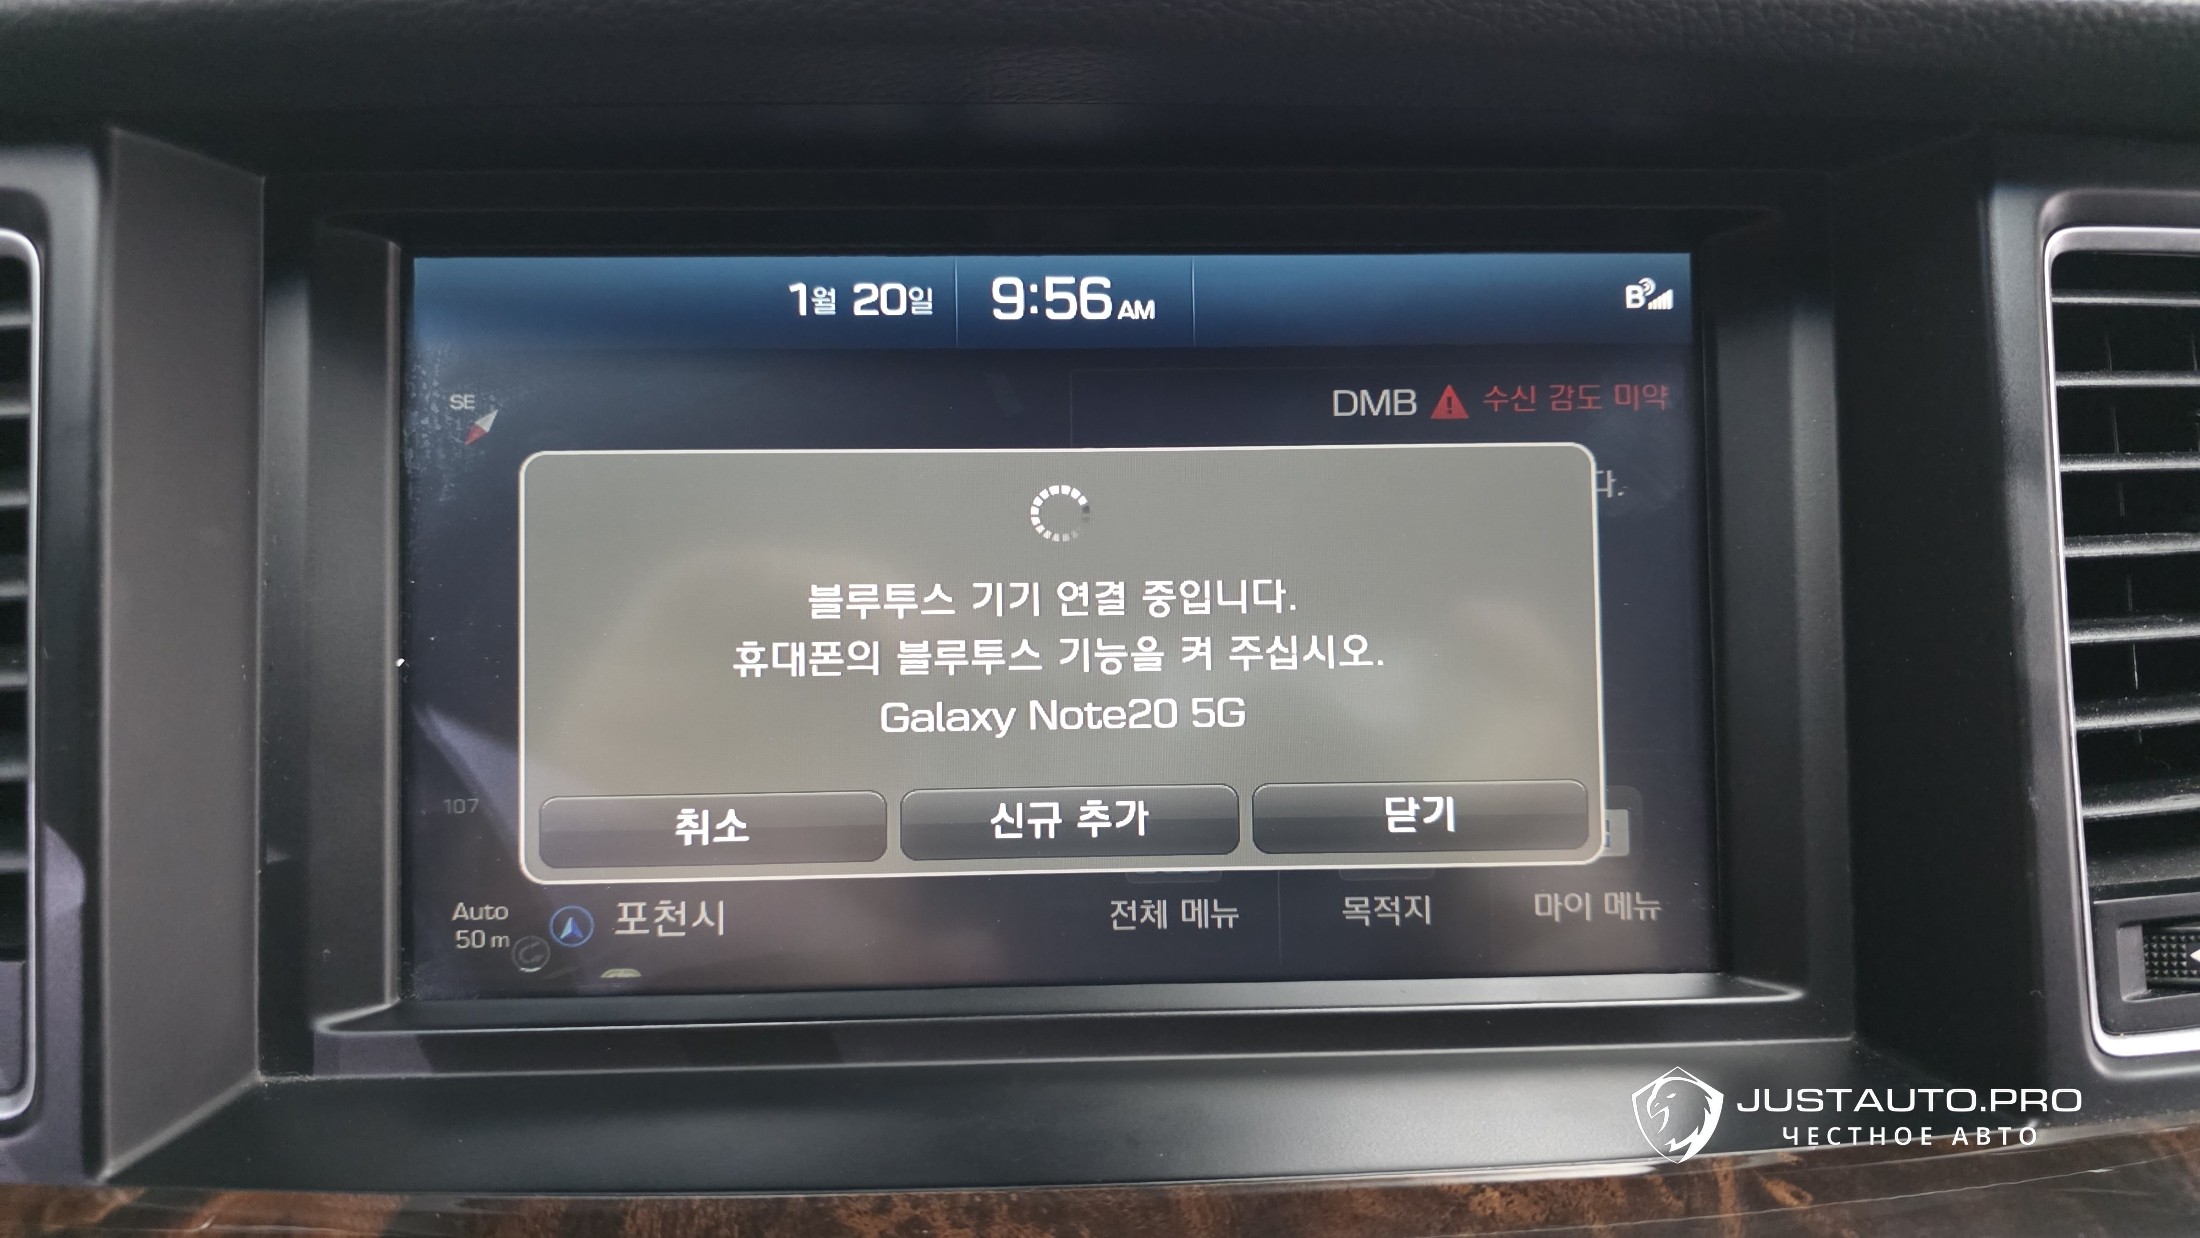 1월 20일
9:56 AM
B
SE
DMB 수신 감도 미약
다.
블루투스 기기 연결 중입니다.
휴대폰의 블루투스 기능을 켜 주십시오.
Galaxy Note20 5G
107
취소
신규 추가
닫기
Auto
50 m
포천시
전체 메뉴
목적지
마이 메뉴
JUSTAUTO.PRO
ЧЕСТНОЕ АВТО